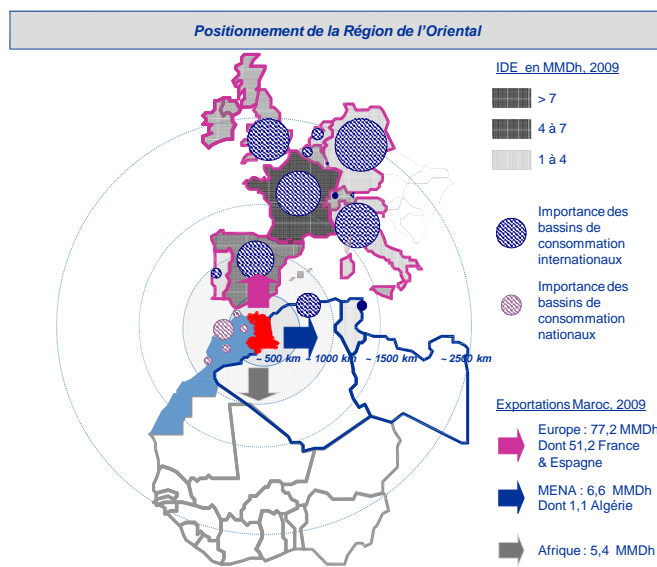 Positionnement de la Région de l'Oriental
IDE en MMDh, 2009
> 7
4 à 7
1 à 4
Importance des
bassins de
consommation
internationaux
Importance des
bassins de
consommation
nationaux
~ 500 km ~ 1000 km ~ 1500 km ~ 2500 km
Exportations Maroc, 2009
Europe : 77,2 MMDh
Dont 51,2 France
& Espagne
MENA : 6,6 MMDh
Dont 1,1 Algérie
Afrique : 5,4 MMDh